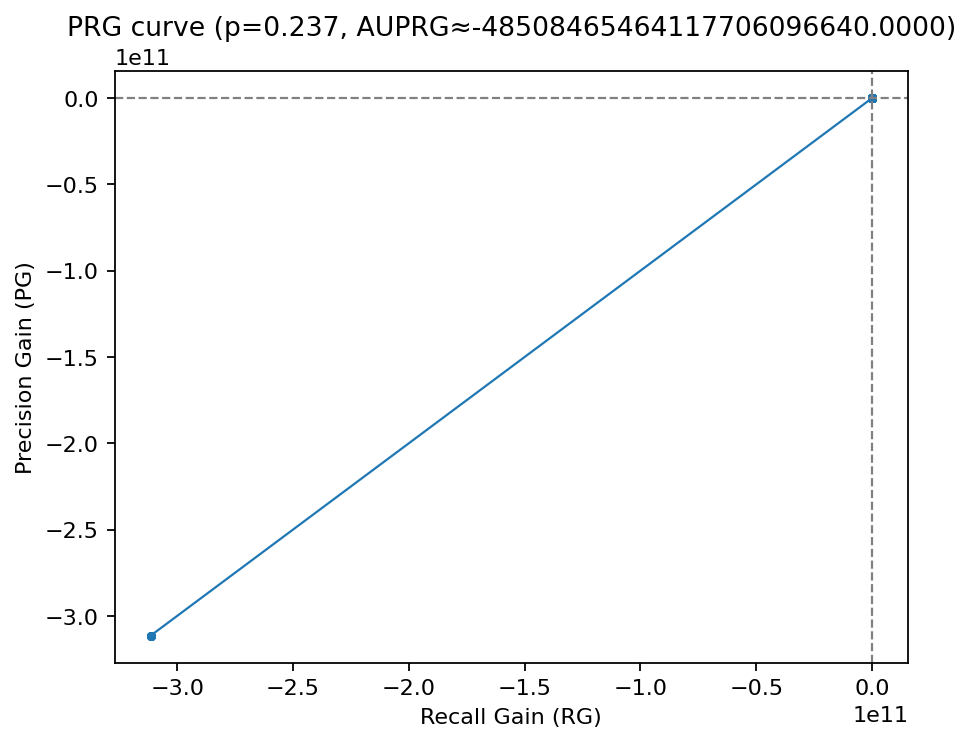 PRG curve (p=0.237, AUPRG≈-48508465464117706096640.0000)
1e11
0.0
−0.5
−1.0
−1.5
−2.0
−2.5
−3.0
Precision Gain (PG)
−3.0 −2.5 −2.0 −1.5 −1.0 −0.5 0.0
1e11
Recall Gain (RG)